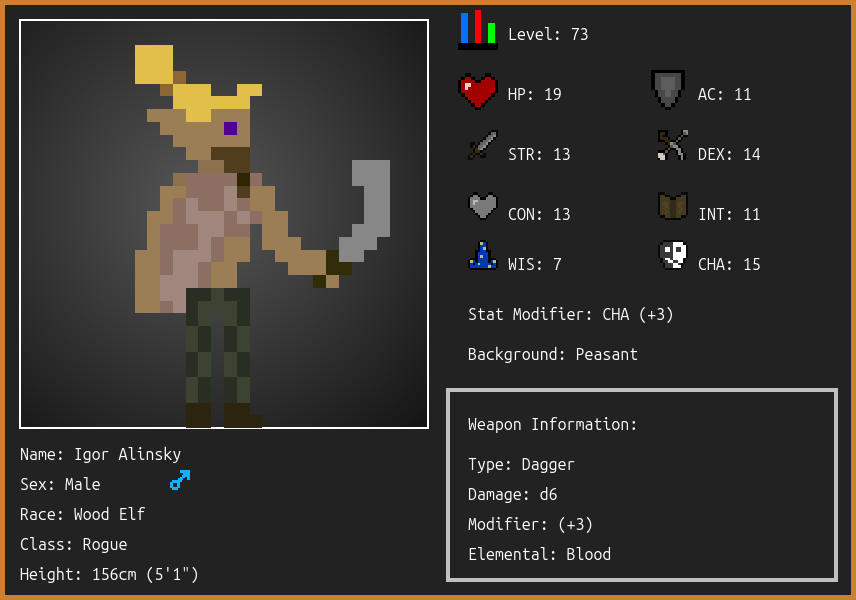 Level: 73
HP: 19
AC: 11
STR: 13
DEX: 14
CON: 13
INT: 11
WIS: 7
CHA: 15
Stat Modifier: CHA (+3)
Background: Peasant
Weapon Information:
Type: Dagger
Damage: d6
Modifier: (+3)
Elemental: Blood
Name: Igor Alinsky
Sex: Male
Race: Wood Elf
Class: Rogue
Height: 156cm (5'1")